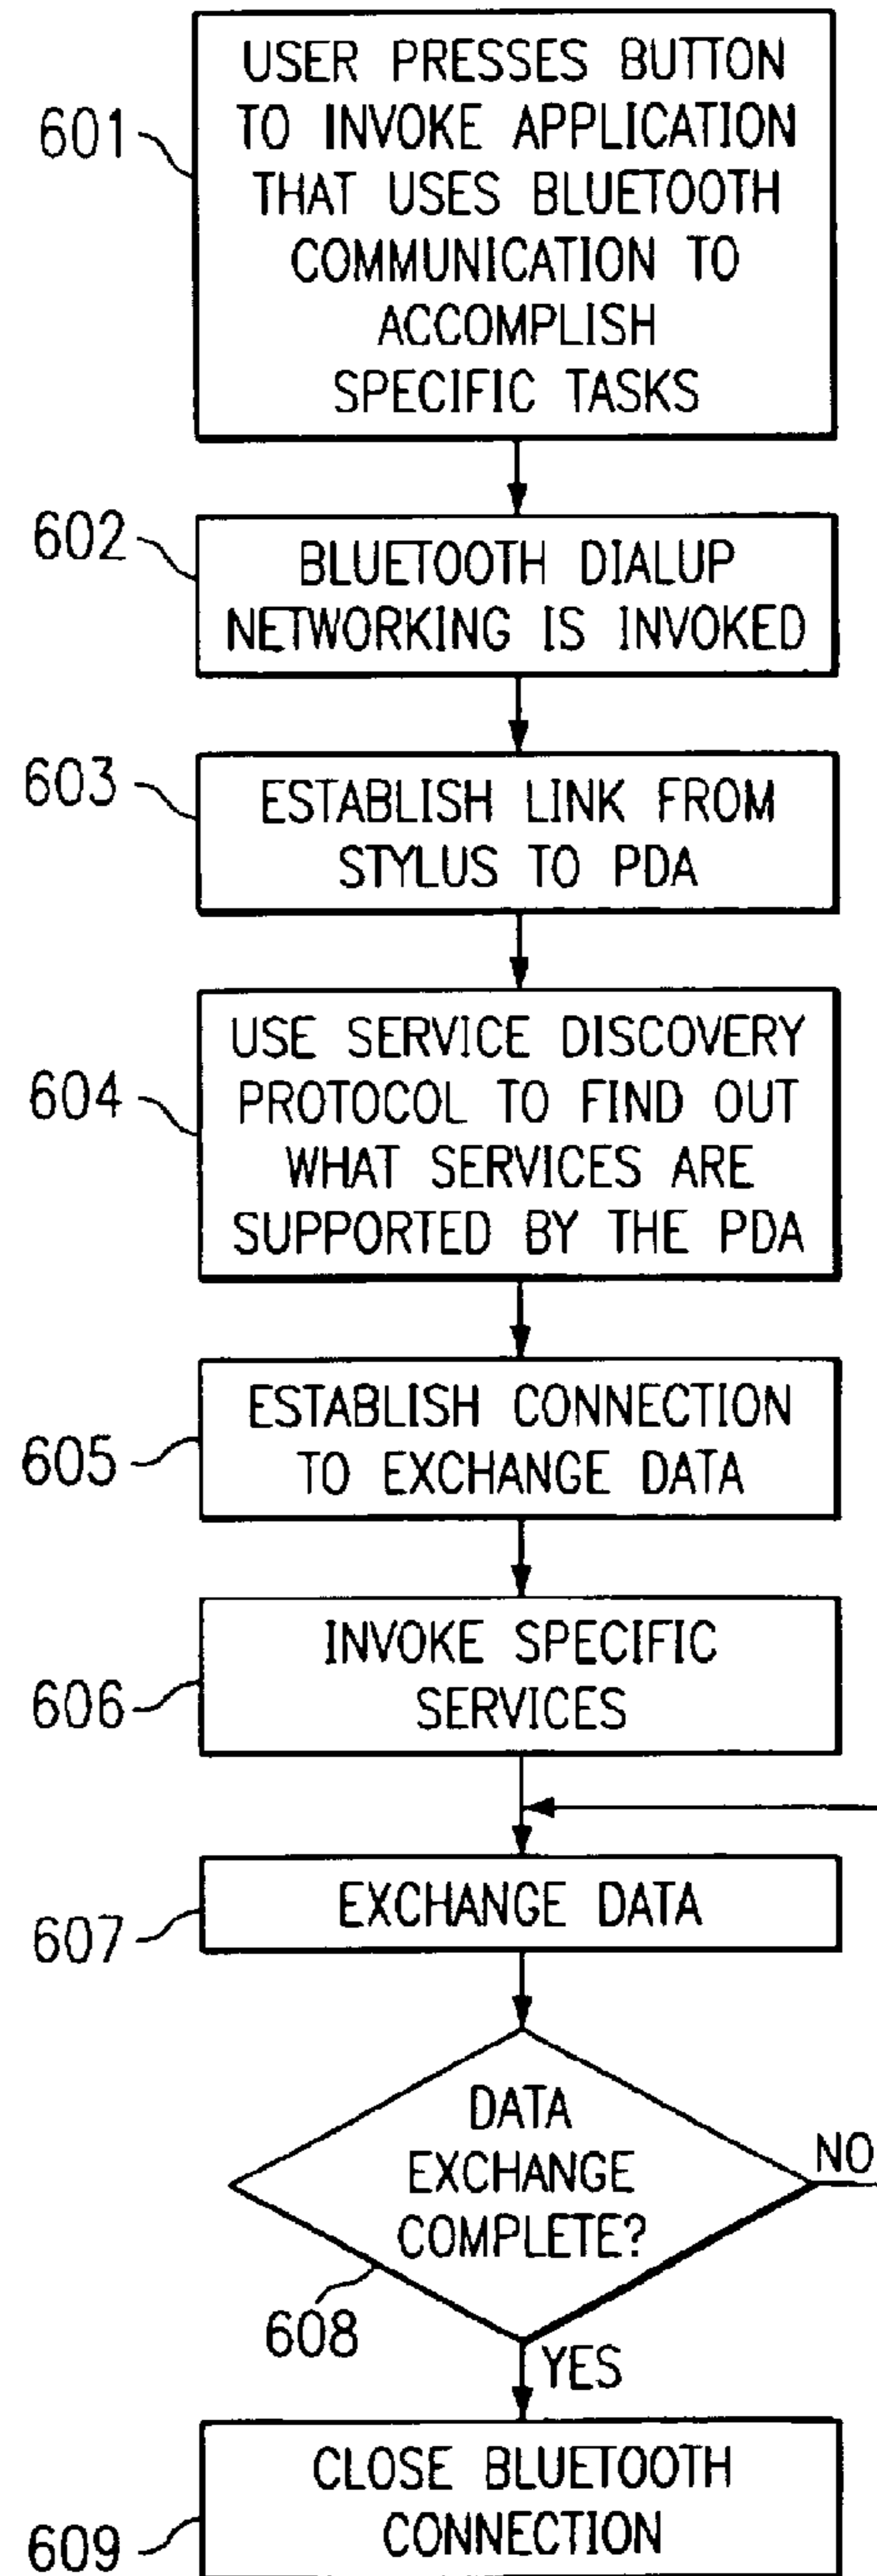 601
USER PRESSES BUTTON
TO INVOKE APPLICATION
THAT USES BLUETOOTH
COMMUNICATION TO
ACCOMPLISH
SPECIFIC TASKS
602
BLUETOOTH DIALUP
NETWORKING IS INVOKED
603
ESTABLISH LINK FROM
STYLUS TO PDA
604
USE SERVICE DISCOVERY
PROTOCOL TO FIND OUT
WHAT SERVICES ARE
SUPPORTED BY THE PDA
605
ESTABLISH CONNECTION
TO EXCHANGE DATA
606
INVOKE SPECIFIC
SERVICES
607
EXCHANGE DATA
DATA
EXCHANGE
COMPLETE?
NO
608
YES
609
CLOSE BLUETOOTH
CONNECTION